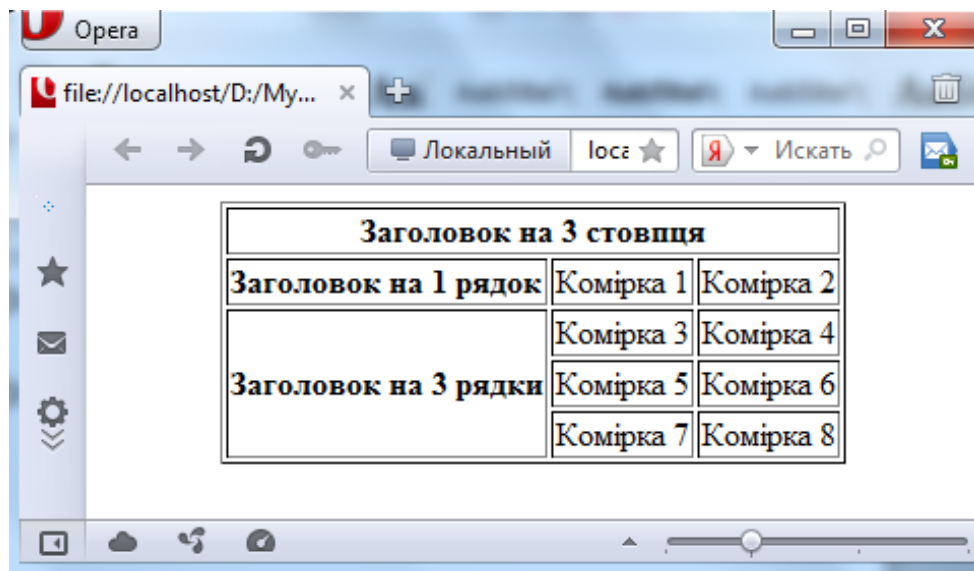 Opera
file://localhost/D:/My...
Локальный loca Я Искать
Заголовок на 3 стовпця
Заголовок на 1 рядок Комірка 1 Комірка 2
Заголовок на 3 рядки Комірка 3 Комірка 4
Комірка 5 Комірка 6
Комірка 7 Комірка 8